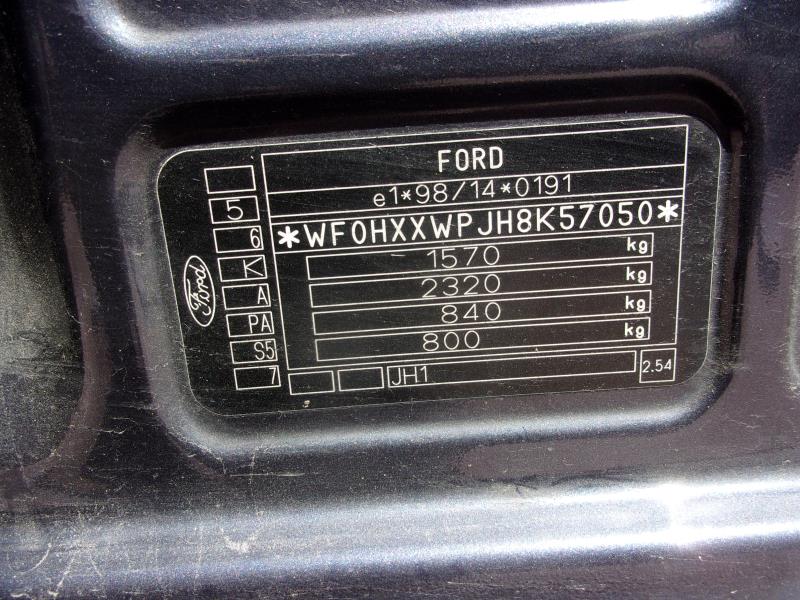 FORD
e1*98/14*0191
*WF0HXXWPJH8K57050*
1570 kg
2320 kg
840 kg
800 kg
JH1
2.54
5
6
K
A
PA
S5
7
Ford